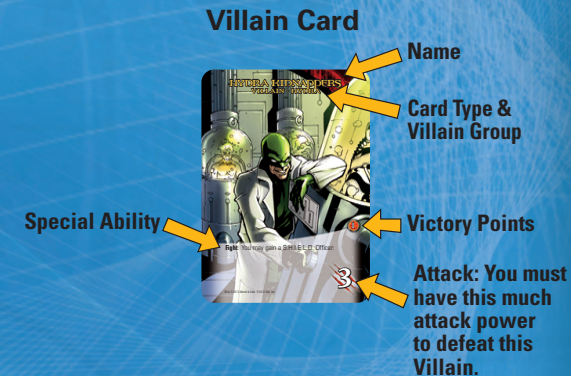 Villain Card
Name
HYDRA KIDNAPPERS
VILLAIN - HYDRA
Card Type &
Villain Group
Special Ability
Victory Points
Fight: You may gain a S.H.I.E.L.D. Officer.
3
Attack: You must
have this much
attack power
to defeat this
Villain.